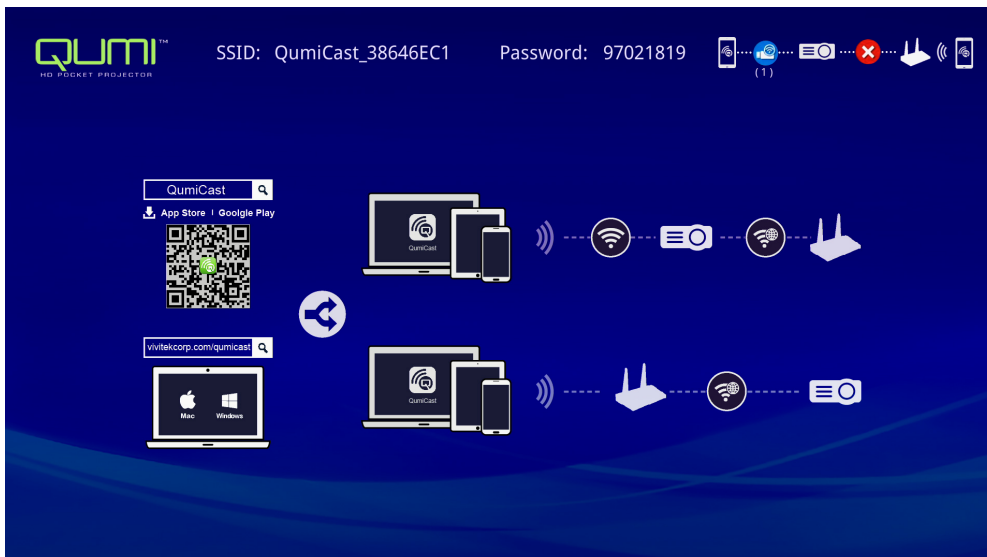 QUMI™
HD POCKET PROJECTOR
SSID: QumiCast_38646EC1 Password: 97021819
(1)
QumiCast
App Store | Goolgle Play
QumiCast
vivitekcorp.com/qumicast
Mac Windows
QumiCast